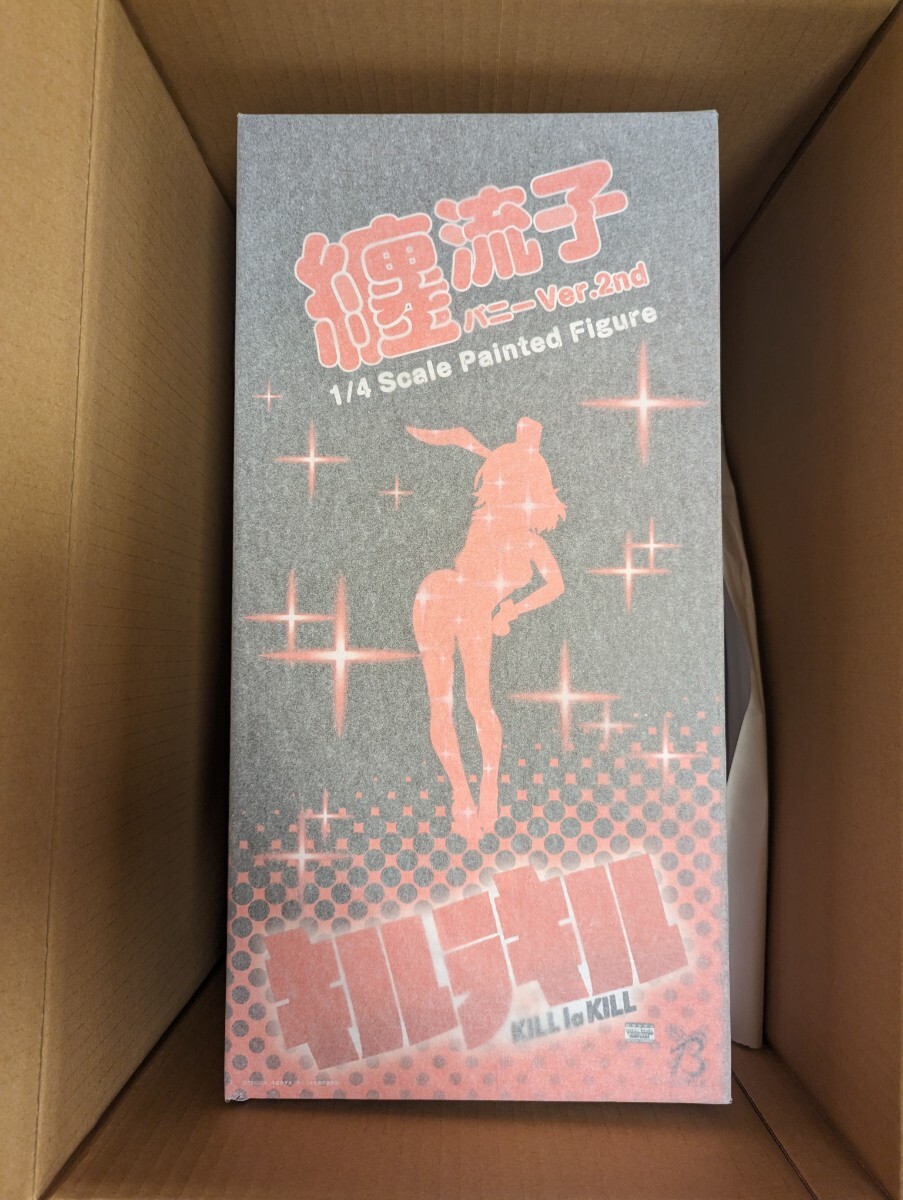 纏流子
バニーVer.2nd
1/4 Scale Painted Figure
キルラキル
KILL la KILL
B